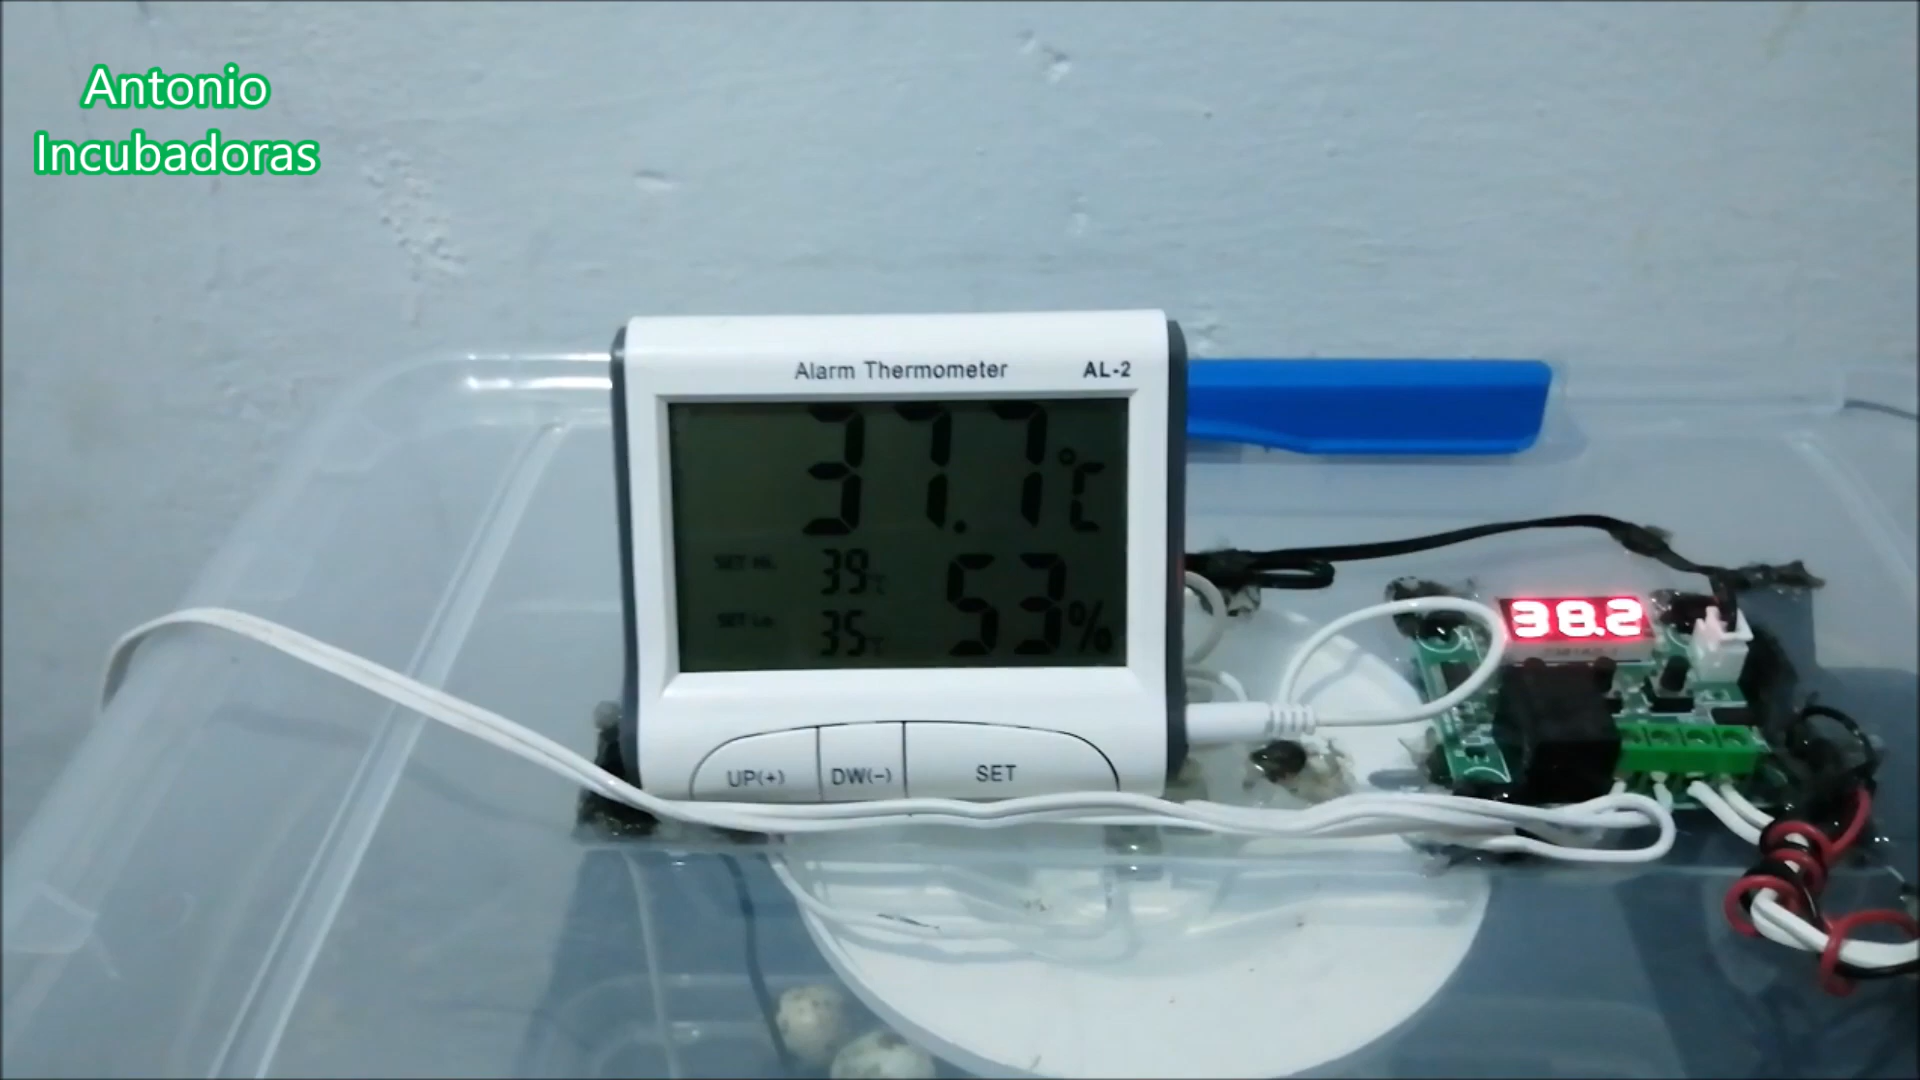 Antonio
Incubadoras
Alarm Thermometer AL-2
37.7°C
SET Hi. 39°C
SET Lo 35°C
53%
38.2
UP(+) DW(-) SET